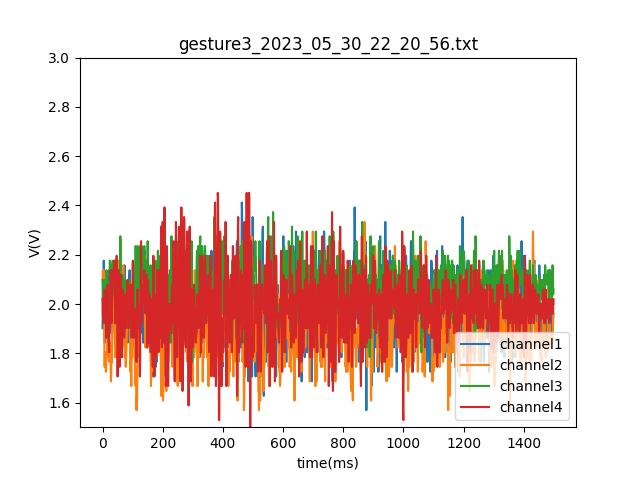 gesture3_2023_05_30_22_20_56.txt
3.0
2.8
2.6
2.4
2.2
2.0
1.8
1.6
V(V)
channel1
channel2
channel3
channel4
0 200 400 600 800 1000 1200 1400
time(ms)